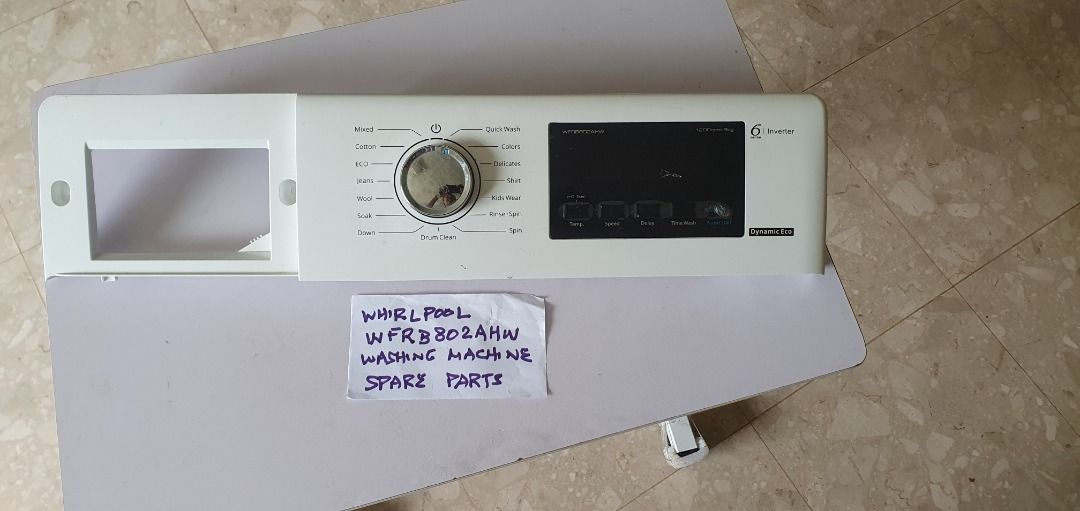 Mixed
Cotton
ECO
Jeans
Wool
Soak
Down
Drum Clean
Quick Wash
Colors
Delicates
Shirt
Kids Wear
Rinse+Spin
Spin
WFRB802AHW
Temp.
Speed
Delay
Time Wash
6 | Inverter
Dynamic Eco
WHIRLPOOL
WFRB802AHW
WASHING MACHINE
SPARE PARTS